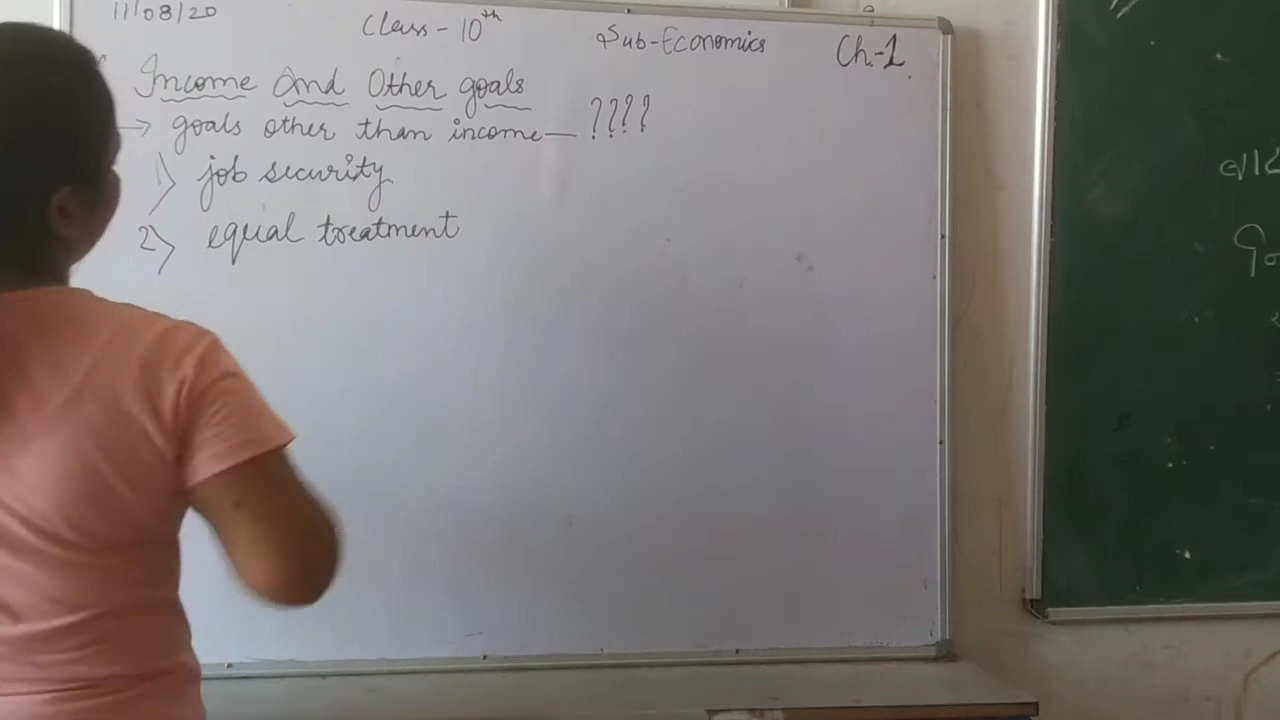 11/08/20 Class - 10th Sub-Economics Ch.-1
Income And Other goals
→ goals other than income — ????
1) job security
2) equal treatment